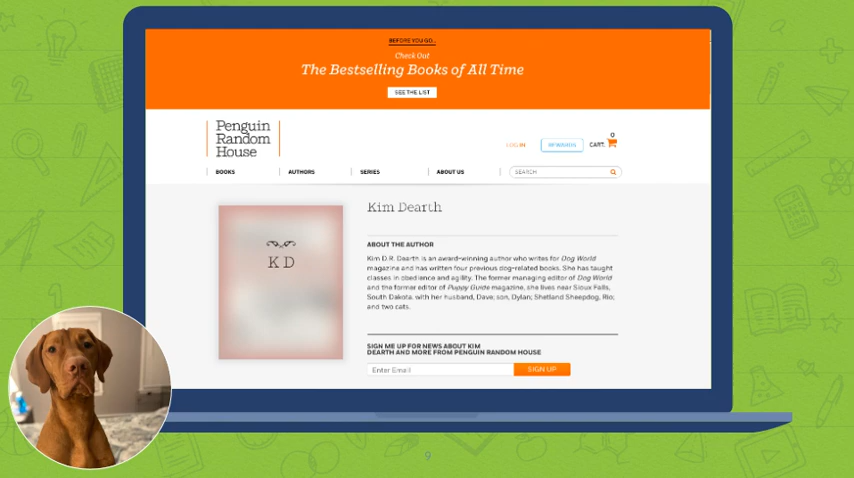 BEFORE YOU GO...
Check Out
The Bestselling Books of All Time
SEE THE LIST
Penguin
Random
House
LOG IN
REWARDS
CART
0
BOOKS
AUTHORS
SERIES
ABOUT US
SEARCH
Kim Dearth
K D
ABOUT THE AUTHOR
Kim D.R. Dearth is an award-winning author who writes for Dog World
magazine and has written four previous dog-related books. She has taught
classes in obedience and agility. The former managing editor of Dog World
and the former editor of Puppy Guide magazine, she lives near Sioux Falls,
South Dakota, with her husband, Dave; son, Dylan; Shetland Sheepdog, Rio;
and two cats.
SIGN ME UP FOR NEWS ABOUT KIM
DEARTH AND MORE FROM PENGUIN RANDOM HOUSE
Enter Email
SIGN UP
9